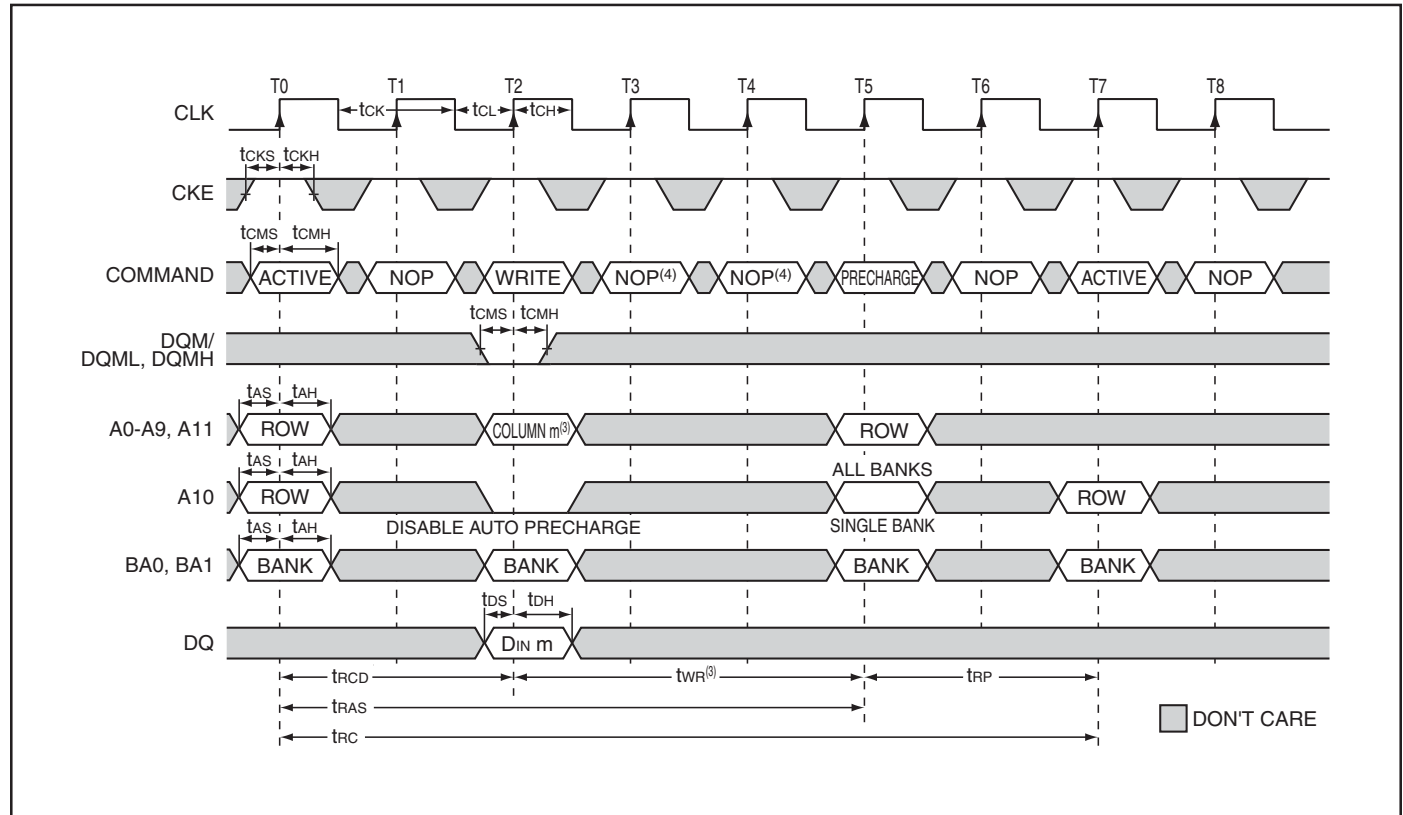 T0 T1 T2 T3 T4 T5 T6 T7 T8
CLK tCK tCL tCH
tCKS tCKH
CKE
tCMS tCMH
COMMAND ACTIVE NOP WRITE NOP(4) NOP(4) PRECHARGE NOP ACTIVE NOP
tCMS tCMH
DQM/
DQML, DQMH
tAS tAH
A0-A9, A11 ROW COLUMN m(3) ROW
tAS tAH ALL BANKS
A10 ROW ROW
DISABLE AUTO PRECHARGE SINGLE BANK
tAS tAH
BA0, BA1 BANK BANK BANK BANK
tDS tDH
DQ DIN m
tRCD tWR(3) tRP
tRAS
DON'T CARE
tRC